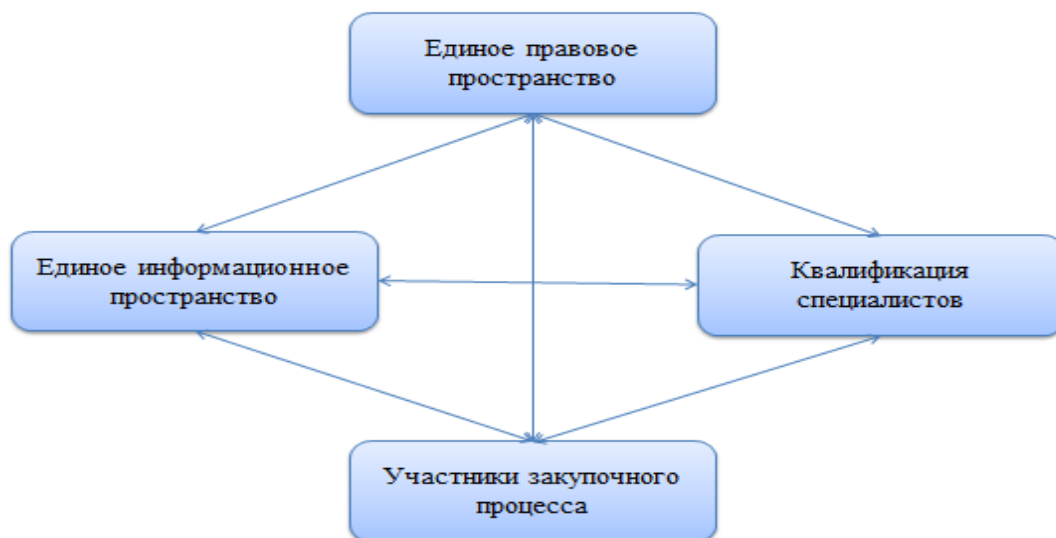 Единое правовое
пространство
Единое информационное
пространство
Квалификация
специалистов
Участники закупочного
процесса